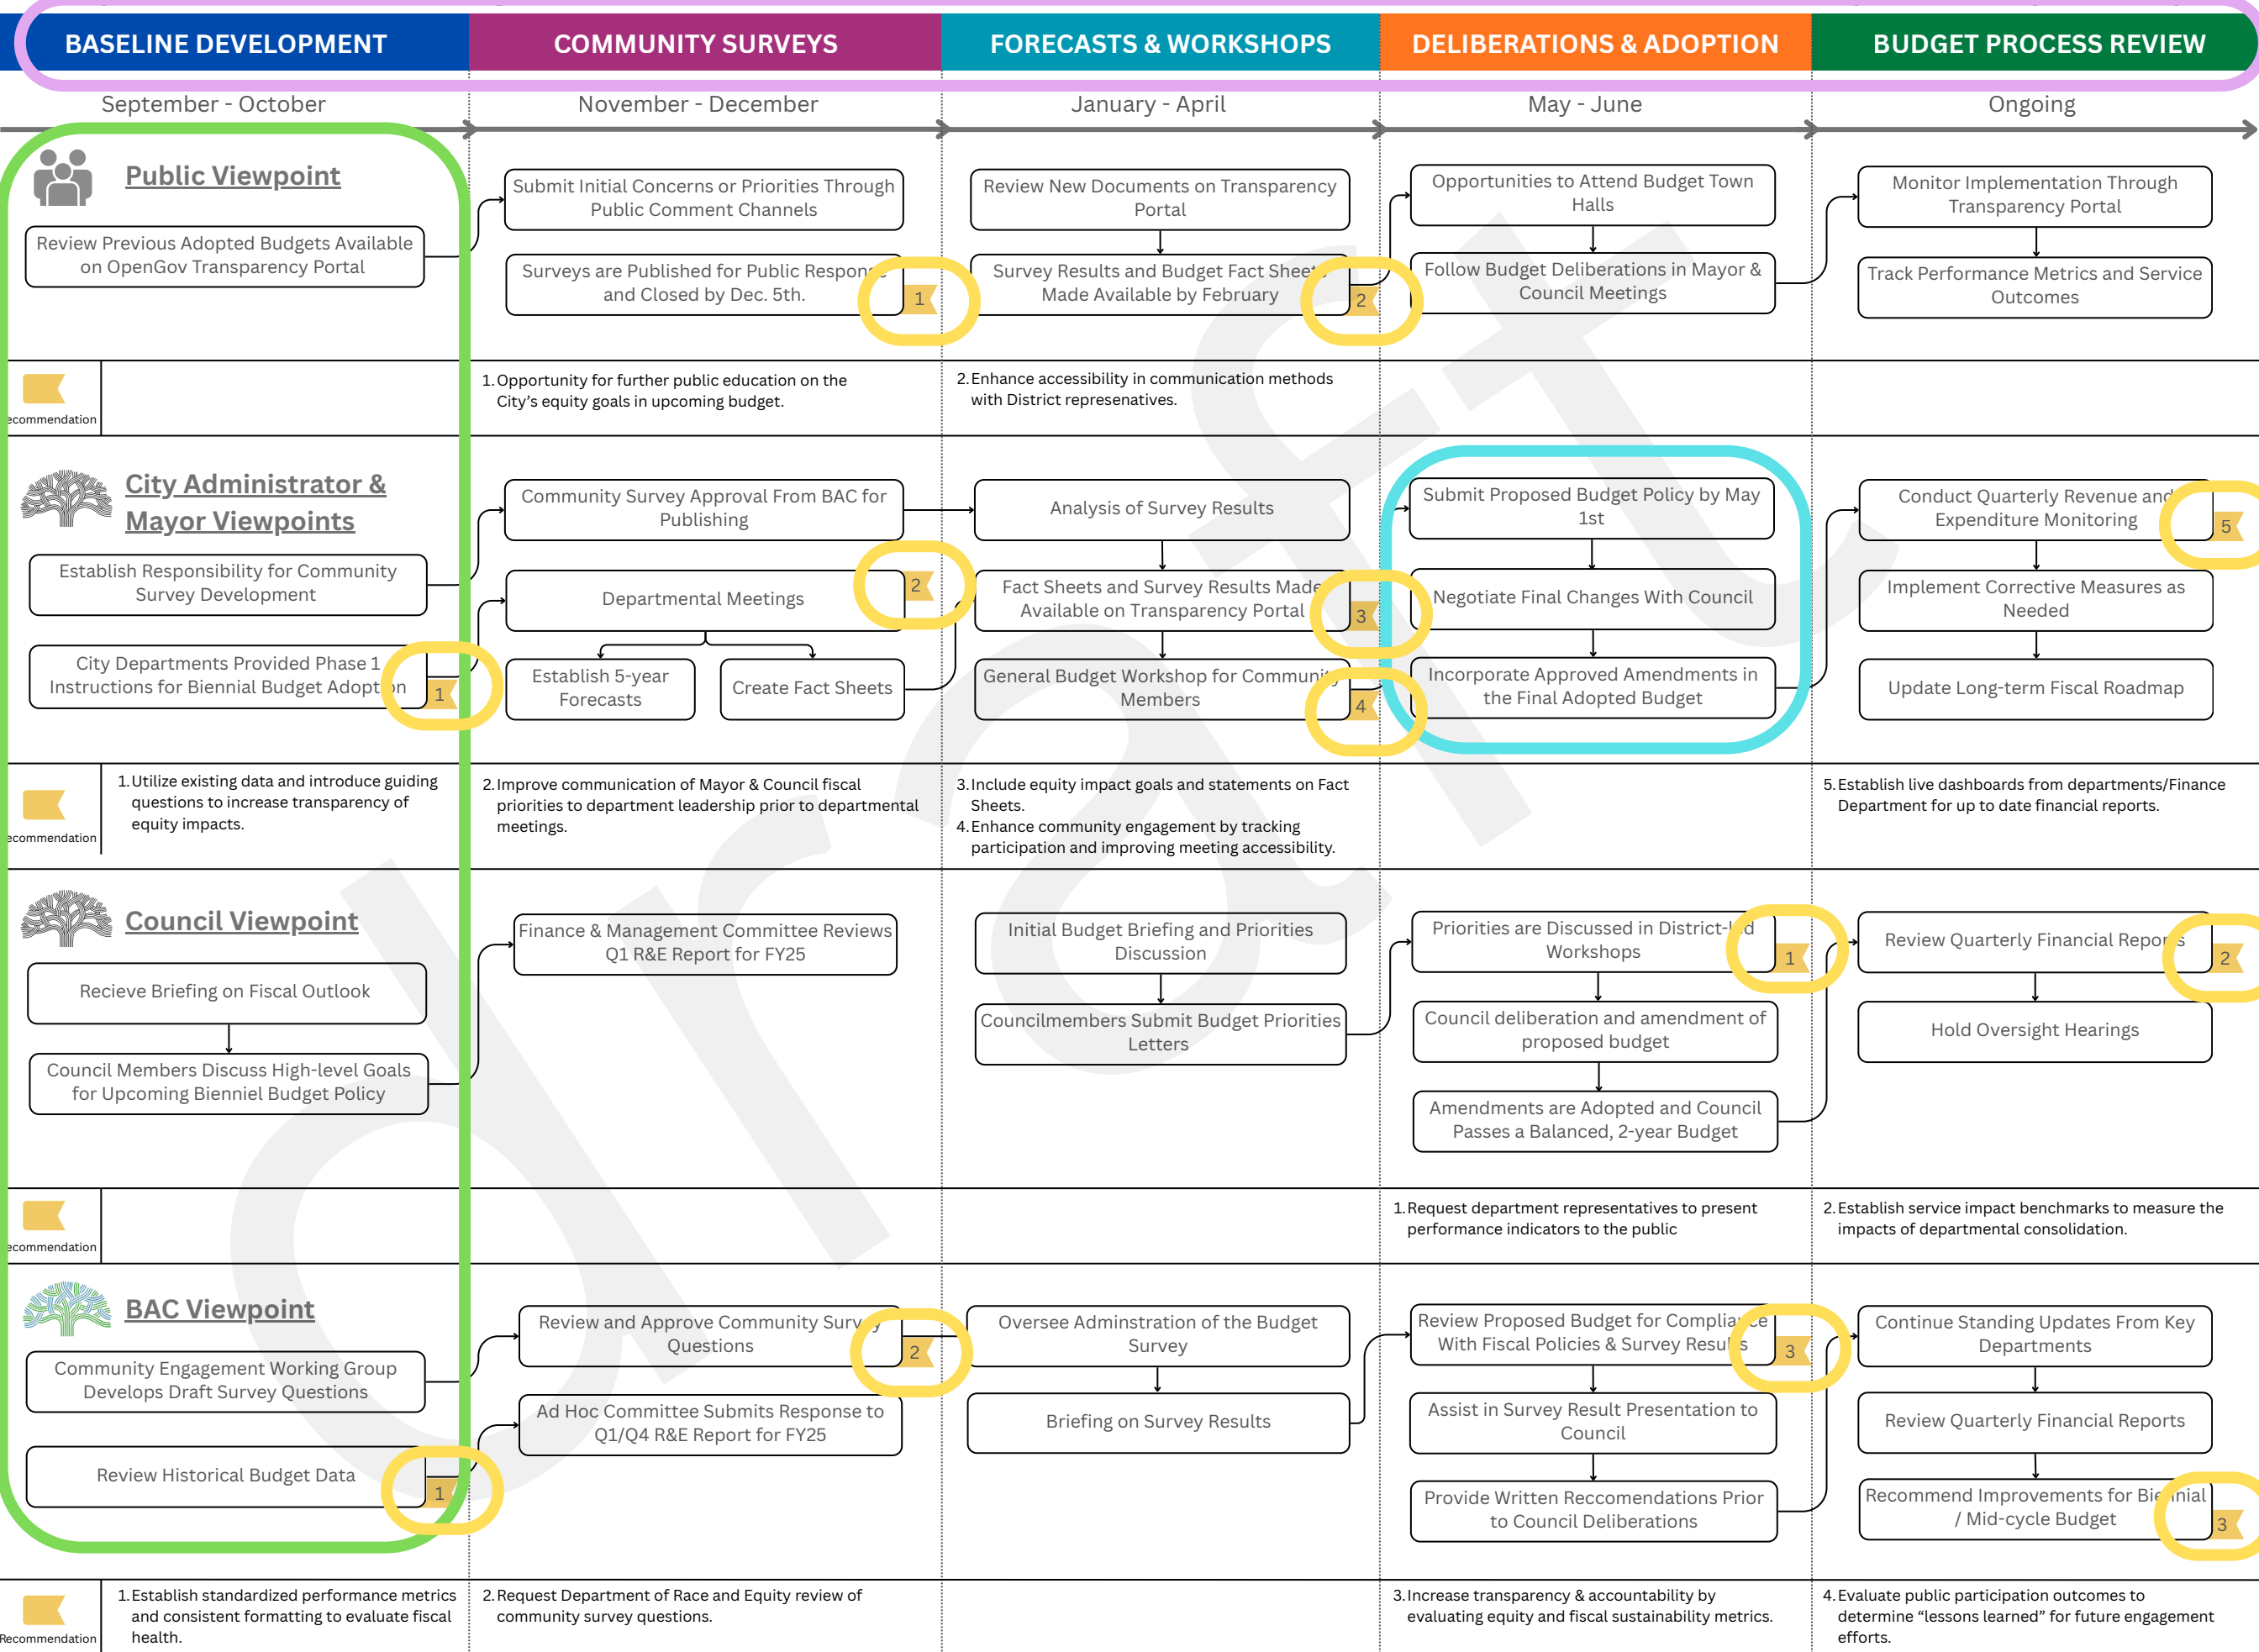 BASELINE DEVELOPMENT
COMMUNITY SURVEYS
FORECASTS & WORKSHOPS
DELIBERATIONS & ADOPTION
BUDGET PROCESS REVIEW
September - October
November - December
January - April
May - June
Ongoing
draft
Public Viewpoint
Review Previous Adopted Budgets Available
on OpenGov Transparency Portal
Submit Initial Concerns or Priorities Through
Public Comment Channels
Surveys are Published for Public Response
and Closed by Dec. 5th.
1
Review New Documents on Transparency
Portal
Survey Results and Budget Fact Sheets
Made Available by February
2
Opportunities to Attend Budget Town
Halls
Follow Budget Deliberations in Mayor &
Council Meetings
Monitor Implementation Through
Transparency Portal
Track Performance Metrics and Service
Outcomes
ecommendation
1. Opportunity for further public education on the
City’s equity goals in upcoming budget.
2. Enhance accessibility in communication methods
with District represenatives.
City Administrator &
Mayor Viewpoints
Establish Responsibility for Community
Survey Development
City Departments Provided Phase 1
Instructions for Biennial Budget Adoption
1
Community Survey Approval From BAC for
Publishing
Departmental Meetings
2
Establish 5-year
Forecasts
Create Fact Sheets
Analysis of Survey Results
Fact Sheets and Survey Results Made
Available on Transparency Portal
3
General Budget Workshop for Community
Members
4
Submit Proposed Budget Policy by May
1st
Negotiate Final Changes With Council
Incorporate Approved Amendments in
the Final Adopted Budget
Conduct Quarterly Revenue and
Expenditure Monitoring
5
Implement Corrective Measures as
Needed
Update Long-term Fiscal Roadmap
ecommendation
1. Utilize existing data and introduce guiding
questions to increase transparency of
equity impacts.
2. Improve communication of Mayor & Council fiscal
priorities to department leadership prior to departmental
meetings.
3. Include equity impact goals and statements on Fact
Sheets.
4. Enhance community engagement by tracking
participation and improving meeting accessibility.
5. Establish live dashboards from departments/Finance
Department for up to date financial reports.
Council Viewpoint
Recieve Briefing on Fiscal Outlook
Council Members Discuss High-level Goals
for Upcoming Bienniel Budget Policy
Finance & Management Committee Reviews
Q1 R&E Report for FY25
Initial Budget Briefing and Priorities
Discussion
Councilmembers Submit Budget Priorities
Letters
Priorities are Discussed in District-led
Workshops
1
Council deliberation and amendment of
proposed budget
Amendments are Adopted and Council
Passes a Balanced, 2-year Budget
Review Quarterly Financial Reports
2
Hold Oversight Hearings
ecommendation
1. Request department representatives to present
performance indicators to the public
2. Establish service impact benchmarks to measure the
impacts of departmental consolidation.
BAC Viewpoint
Community Engagement Working Group
Develops Draft Survey Questions
Review Historical Budget Data
1
Review and Approve Community Survey
Questions
2
Ad Hoc Committee Submits Response to
Q1/Q4 R&E Report for FY25
Oversee Adminstration of the Budget
Survey
Briefing on Survey Results
Review Proposed Budget for Compliance
With Fiscal Policies & Survey Results
3
Assist in Survey Result Presentation to
Council
Provide Written Reccomendations Prior
to Council Deliberations
Continue Standing Updates From Key
Departments
Review Quarterly Financial Reports
Recommend Improvements for Biennial
/ Mid-cycle Budget
3
Recommendation
1. Establish standardized performance metrics
and consistent formatting to evaluate fiscal
health.
2. Request Department of Race and Equity review of
community survey questions.
3. Increase transparency & accountability by
evaluating equity and fiscal sustainability metrics.
4. Evaluate public participation outcomes to
determine “lessons learned” for future engagement
efforts.